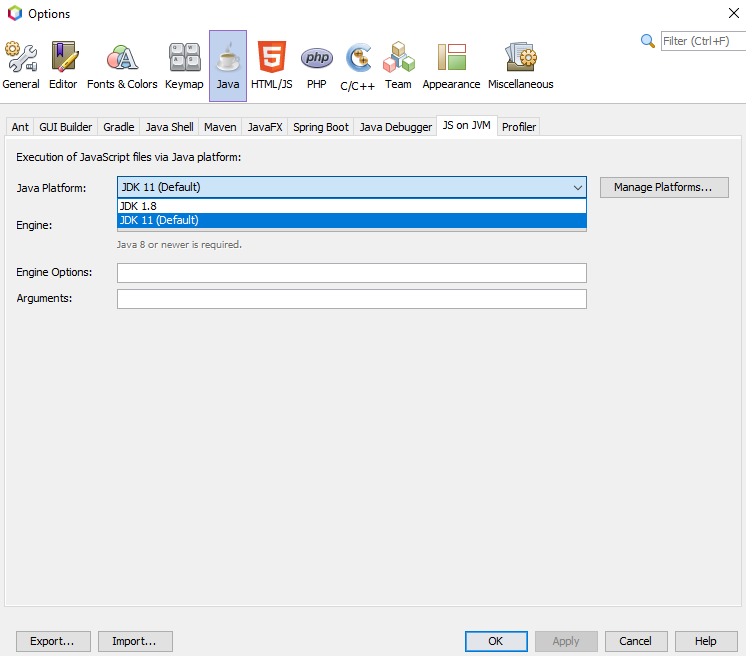 Options
Filter (Ctrl+F)
General Editor Fonts & Colors Keymap Java HTML/JS PHP C/C++ Team Appearance Miscellaneous
Ant GUI Builder Gradle Java Shell Maven JavaFX Spring Boot Java Debugger JS on JVM Profiler
Execution of JavaScript files via Java platform:
Java Platform: JDK 11 (Default) Manage Platforms...
JDK 1.8
JDK 11 (Default)
Engine:
Java 8 or newer is required.
Engine Options:
Arguments:
Export... Import... OK Apply Cancel Help